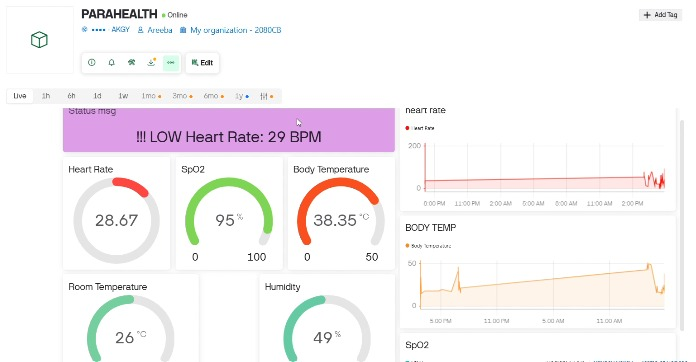 PARAHEALTH Online
•••• - AKGY Areeba My organization - 2080CB
+ Add Tag
Edit
Live 1h 6h 1d 1w 1mo 3mo 6mo 1y
Status msg
!!! LOW Heart Rate: 29 BPM
Heart Rate
28.67
SpO2
95 %
0 100
Body Temperature
38.35 °C
0 50
Room Temperature
26 °C
Humidity
49 %
heart rate
Heart Rate
200
0
11:00 PM 2:00 AM 5:00 AM 8:00 AM 11:00 AM 2:00 PM
BODY TEMP
Body Temperature
50
0
5:00 PM 11:00 PM 5:00 AM 11:00 AM
SpO2